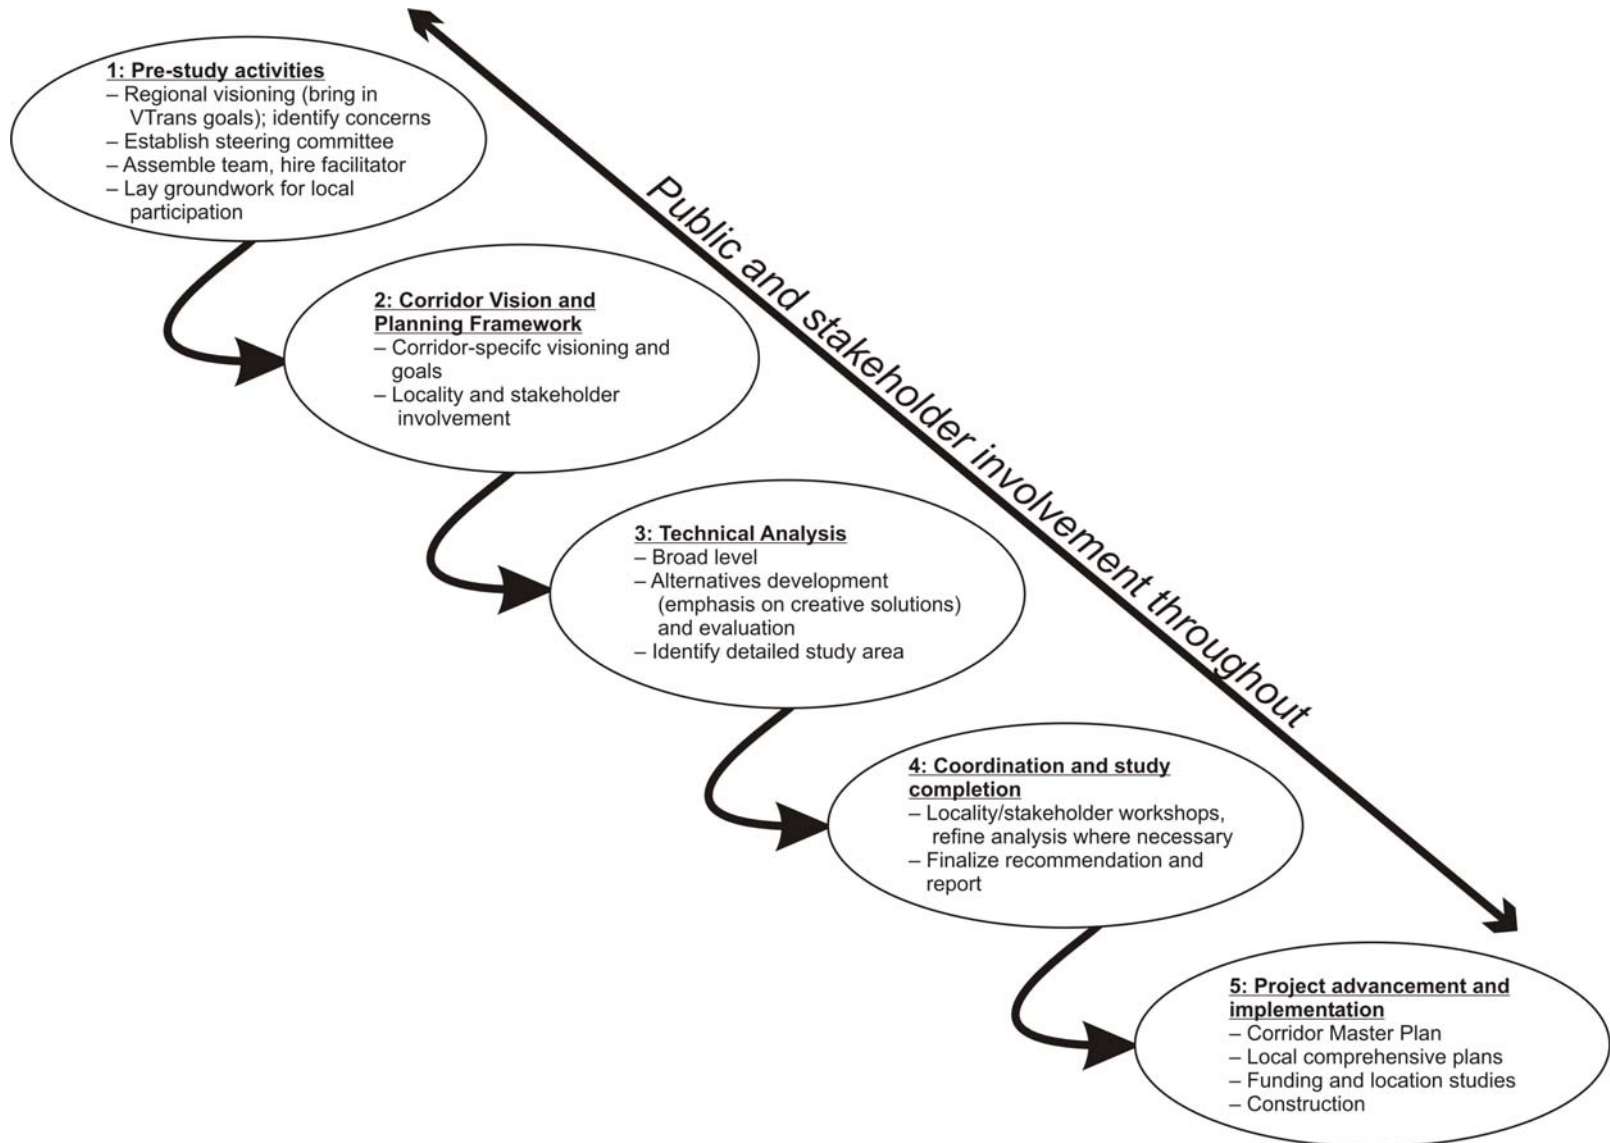 1: Pre-study activities
– Regional visioning (bring in
VTrans goals); identify concerns
– Establish steering committee
– Assemble team, hire facilitator
– Lay groundwork for local
participation
Public and stakeholder involvement throughout
2: Corridor Vision and
Planning Framework
– Corridor-specifc visioning and
goals
– Locality and stakeholder
involvement
3: Technical Analysis
– Broad level
– Alternatives development
(emphasis on creative solutions)
and evaluation
– Identify detailed study area
4: Coordination and study
completion
– Locality/stakeholder workshops,
refine analysis where necessary
– Finalize recommendation and
report
5: Project advancement and
implementation
– Corridor Master Plan
– Local comprehensive plans
– Funding and location studies
– Construction